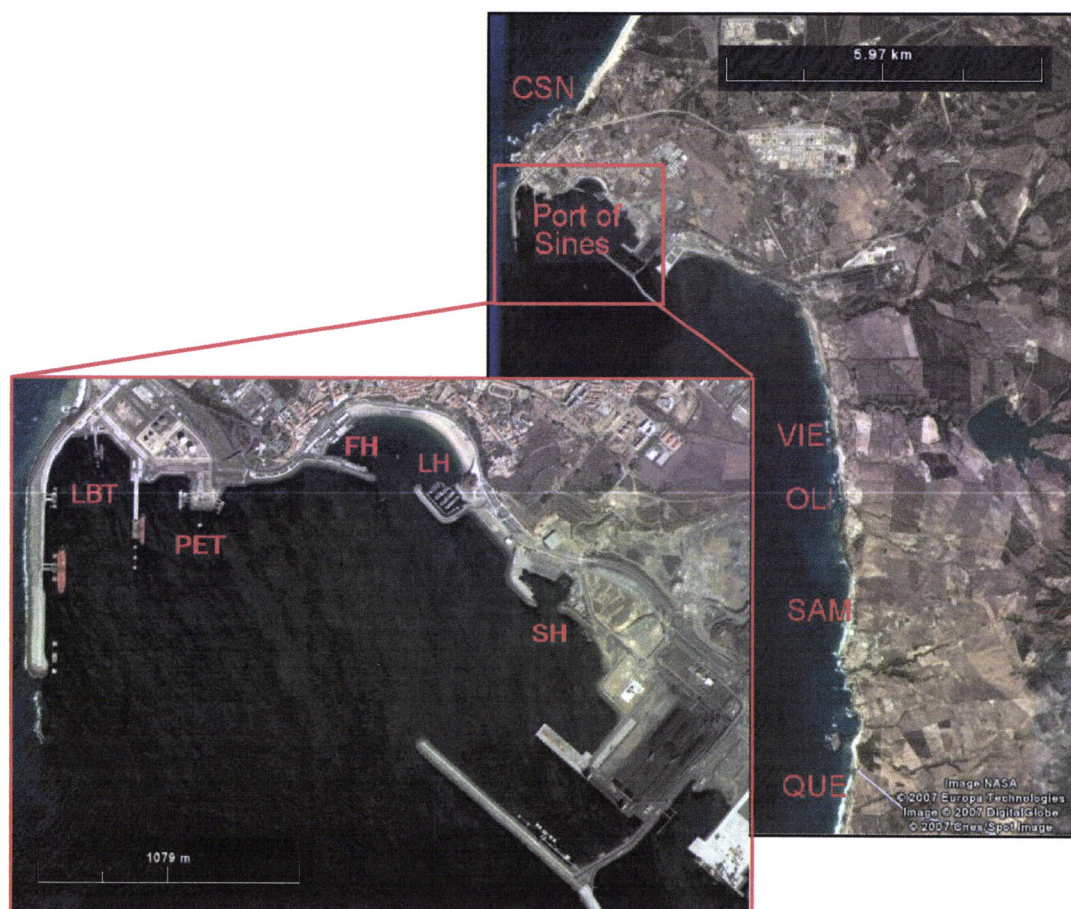 5.97 km
CSN
Port of
Sines
VIE
OLI
SAM
QUE
Image NASA
© 2007 Europa Technologies
Image © 2007 DigitalGlobe
© 2007 Cnes/Spot Image
FH
LH
LBT
PET
SH
1079 m